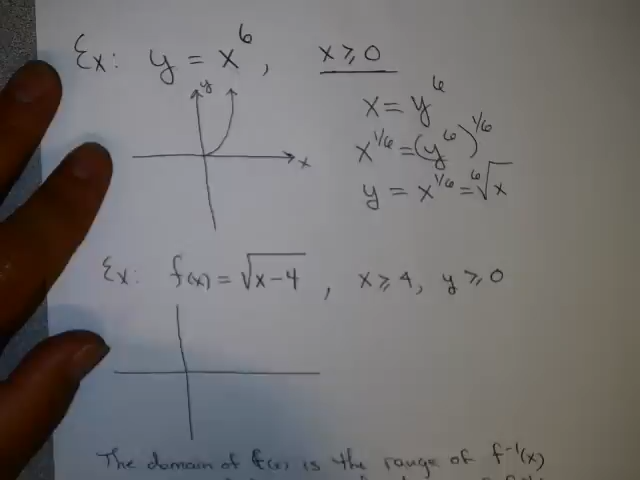 Ex: y = x^6, x ≥ 0
y
x
x = y^6
x^{1/6} = (y^6)^{1/6}
y = x^{1/6} = ⁶√x
Ex: f(x) = √(x-4), x ≥ 4, y ≥ 0
The domain of f(x) is the range of f^{-1}(x)